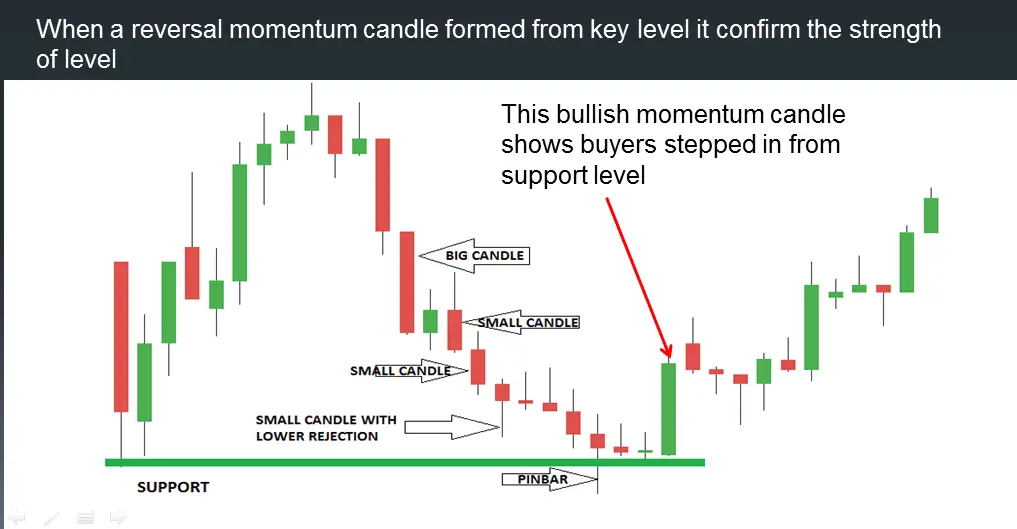 When a reversal momentum candle formed from key level it confirm the strength
of level
This bullish momentum candle
shows buyers stepped in from
support level
BIG CANDLE
SMALL CANDLE
SMALL CANDLE
SMALL CANDLE WITH
LOWER REJECTION
PINBAR
SUPPORT